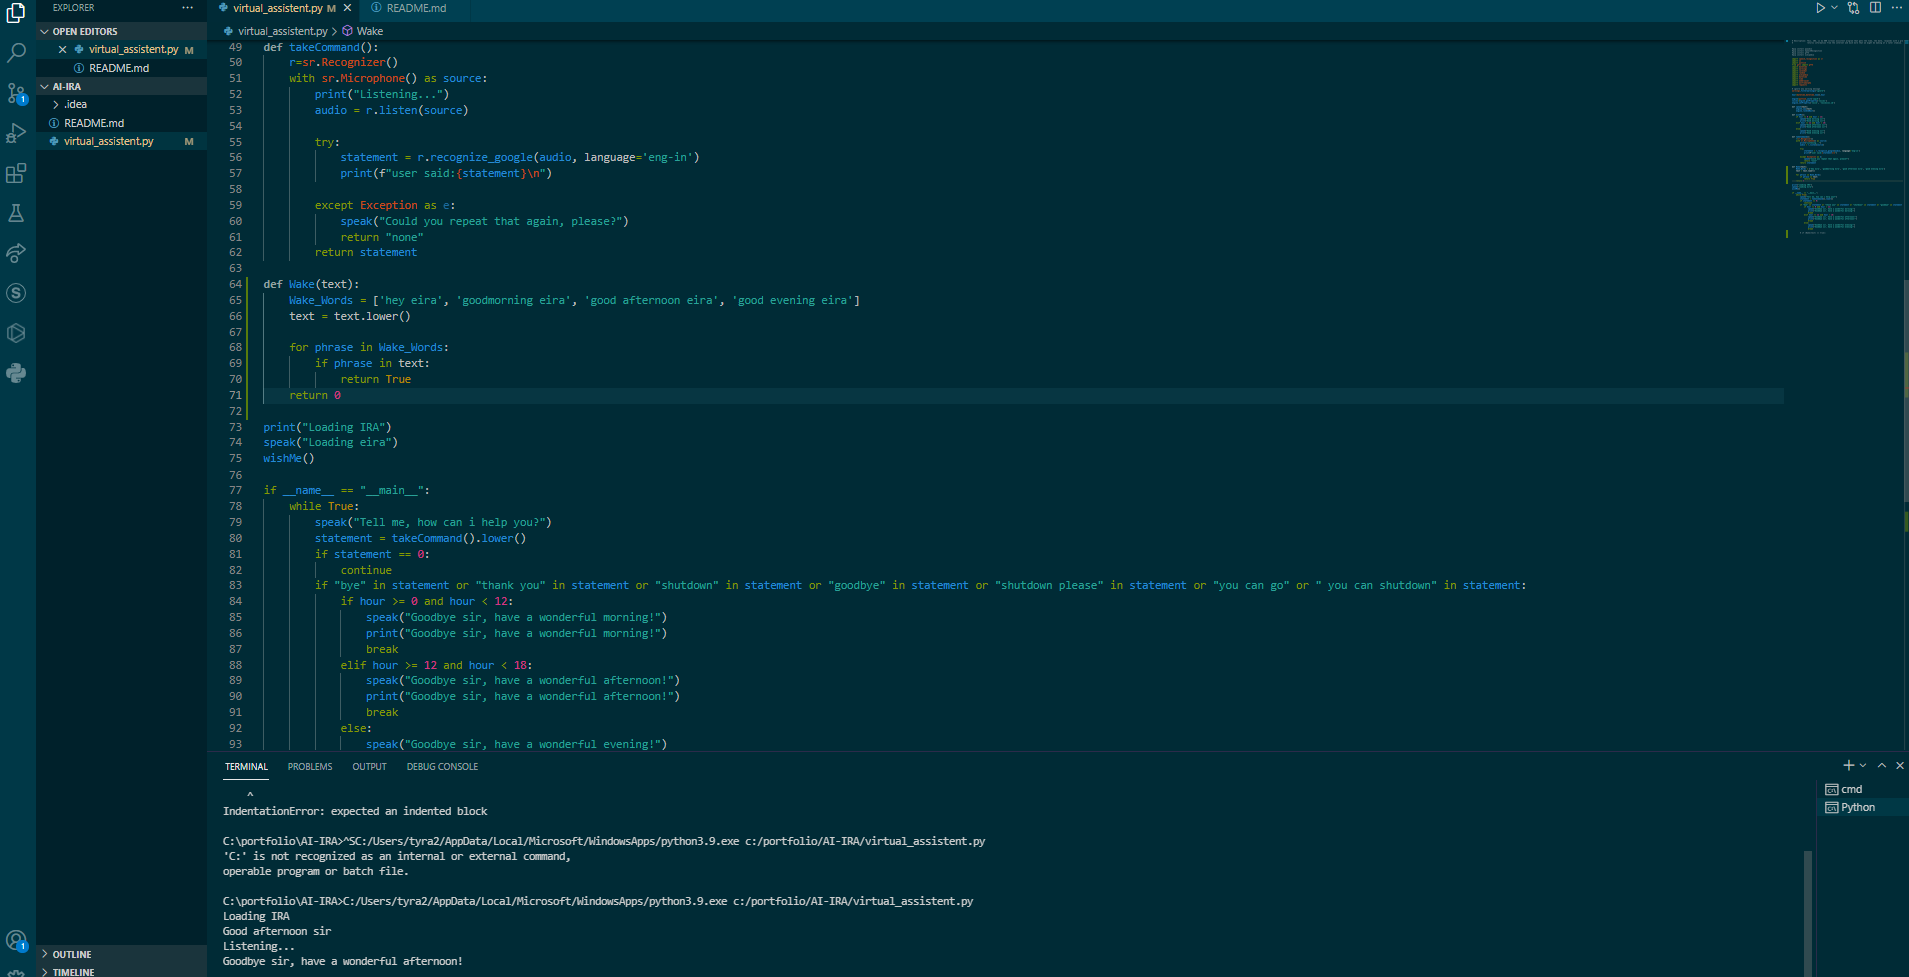 EXPLORER
OPEN EDITORS
virtual_assistent.py M
README.md
AI-IRA
.idea
README.md
virtual_assistent.py M
OUTLINE
TIMELINE
virtual_assistent.py M
README.md
virtual_assistent.py > Wake
49 def takeCommand():
50 r=sr.Recognizer()
51 with sr.Microphone() as source:
52 print("Listening...")
53 audio = r.listen(source)
54
55 try:
56 statement = r.recognize_google(audio, language='eng-in')
57 print(f"user said:{statement}\n")
58
59 except Exception as e:
60 speak("Could you repeat that again, please?")
61 return "none"
62 return statement
63
64 def Wake(text):
65 Wake_Words = ['hey eira', 'goodmorning eira', 'good afternoon eira', 'good evening eira']
66 text = text.lower()
67
68 for phrase in Wake_Words:
69 if phrase in text:
70 return True
71 return 0
72
73 print("Loading IRA")
74 speak("Loading eira")
75 wishMe()
76
77 if __name__ == "__main__":
78 while True:
79 speak("Tell me, how can i help you?")
80 statement = takeCommand().lower()
81 if statement == 0:
82 continue
83 if "bye" in statement or "thank you" in statement or "shutdown" in statement or "goodbye" in statement or "shutdown please" in statement or "you can go" or " you can shutdown" in statement:
84 if hour >= 0 and hour < 12:
85 speak("Goodbye sir, have a wonderful morning!")
86 print("Goodbye sir, have a wonderful morning!")
87 break
88 elif hour >= 12 and hour < 18:
89 speak("Goodbye sir, have a wonderful afternoon!")
90 print("Goodbye sir, have a wonderful afternoon!")
91 break
92 else:
93 speak("Goodbye sir, have a wonderful evening!")
TERMINAL PROBLEMS OUTPUT DEBUG CONSOLE
cmd
Python
^
IndentationError: expected an indented block
C:\portfolio\AI-IRA>^SC:/Users/tyra2/AppData/Local/Microsoft/WindowsApps/python3.9.exe c:/portfolio/AI-IRA/virtual_assistent.py
'C:' is not recognized as an internal or external command,
operable program or batch file.
C:\portfolio\AI-IRA>C:/Users/tyra2/AppData/Local/Microsoft/WindowsApps/python3.9.exe c:/portfolio/AI-IRA/virtual_assistent.py
Loading IRA
Good afternoon sir
Listening...
Goodbye sir, have a wonderful afternoon!